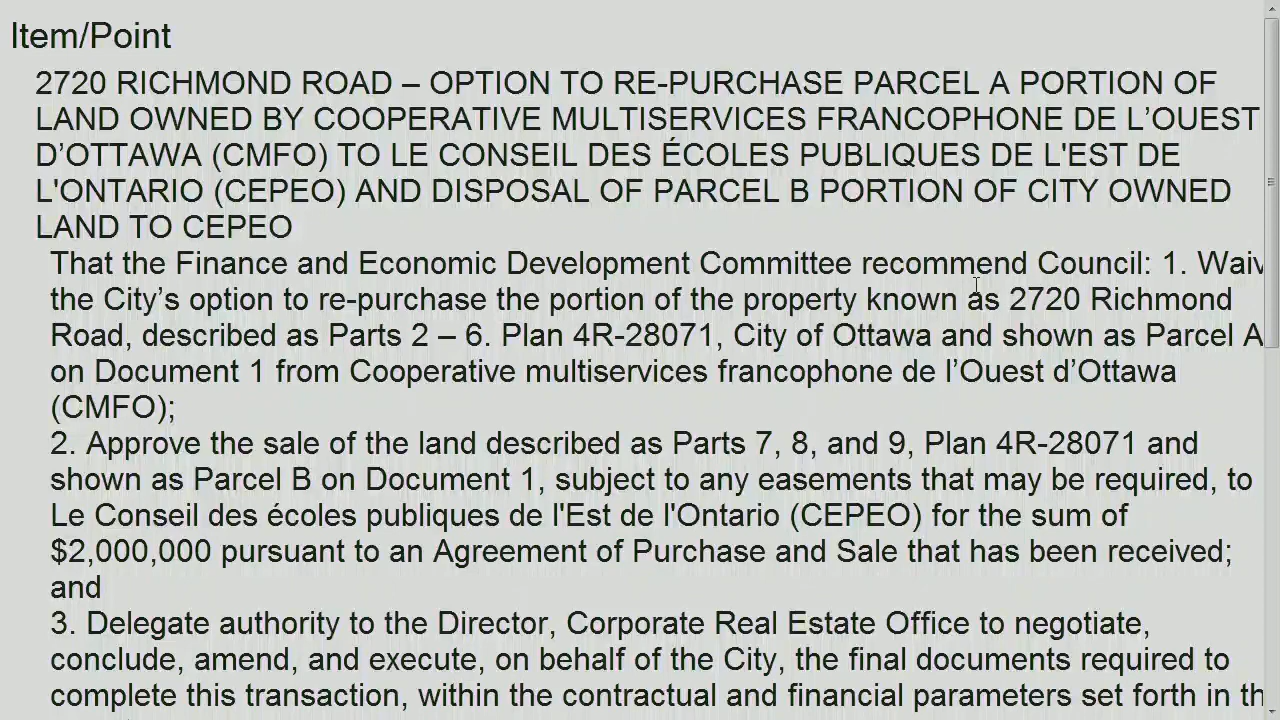 Item/Point
2720 RICHMOND ROAD – OPTION TO RE-PURCHASE PARCEL A PORTION OF
LAND OWNED BY COOPERATIVE MULTISERVICES FRANCOPHONE DE L’OUEST
D’OTTAWA (CMFO) TO LE CONSEIL DES ÉCOLES PUBLIQUES DE L'EST DE
L'ONTARIO (CEPEO) AND DISPOSAL OF PARCEL B PORTION OF CITY OWNED
LAND TO CEPEO
That the Finance and Economic Development Committee recommend Council: 1. Waiv
the City’s option to re-purchase the portion of the property known as 2720 Richmond
Road, described as Parts 2 – 6. Plan 4R-28071, City of Ottawa and shown as Parcel A
on Document 1 from Cooperative multiservices francophone de l’Ouest d’Ottawa
(CMFO);
2. Approve the sale of the land described as Parts 7, 8, and 9, Plan 4R-28071 and
shown as Parcel B on Document 1, subject to any easements that may be required, to
Le Conseil des écoles publiques de l'Est de l'Ontario (CEPEO) for the sum of
$2,000,000 pursuant to an Agreement of Purchase and Sale that has been received;
and
3. Delegate authority to the Director, Corporate Real Estate Office to negotiate,
conclude, amend, and execute, on behalf of the City, the final documents required to
complete this transaction, within the contractual and financial parameters set forth in th